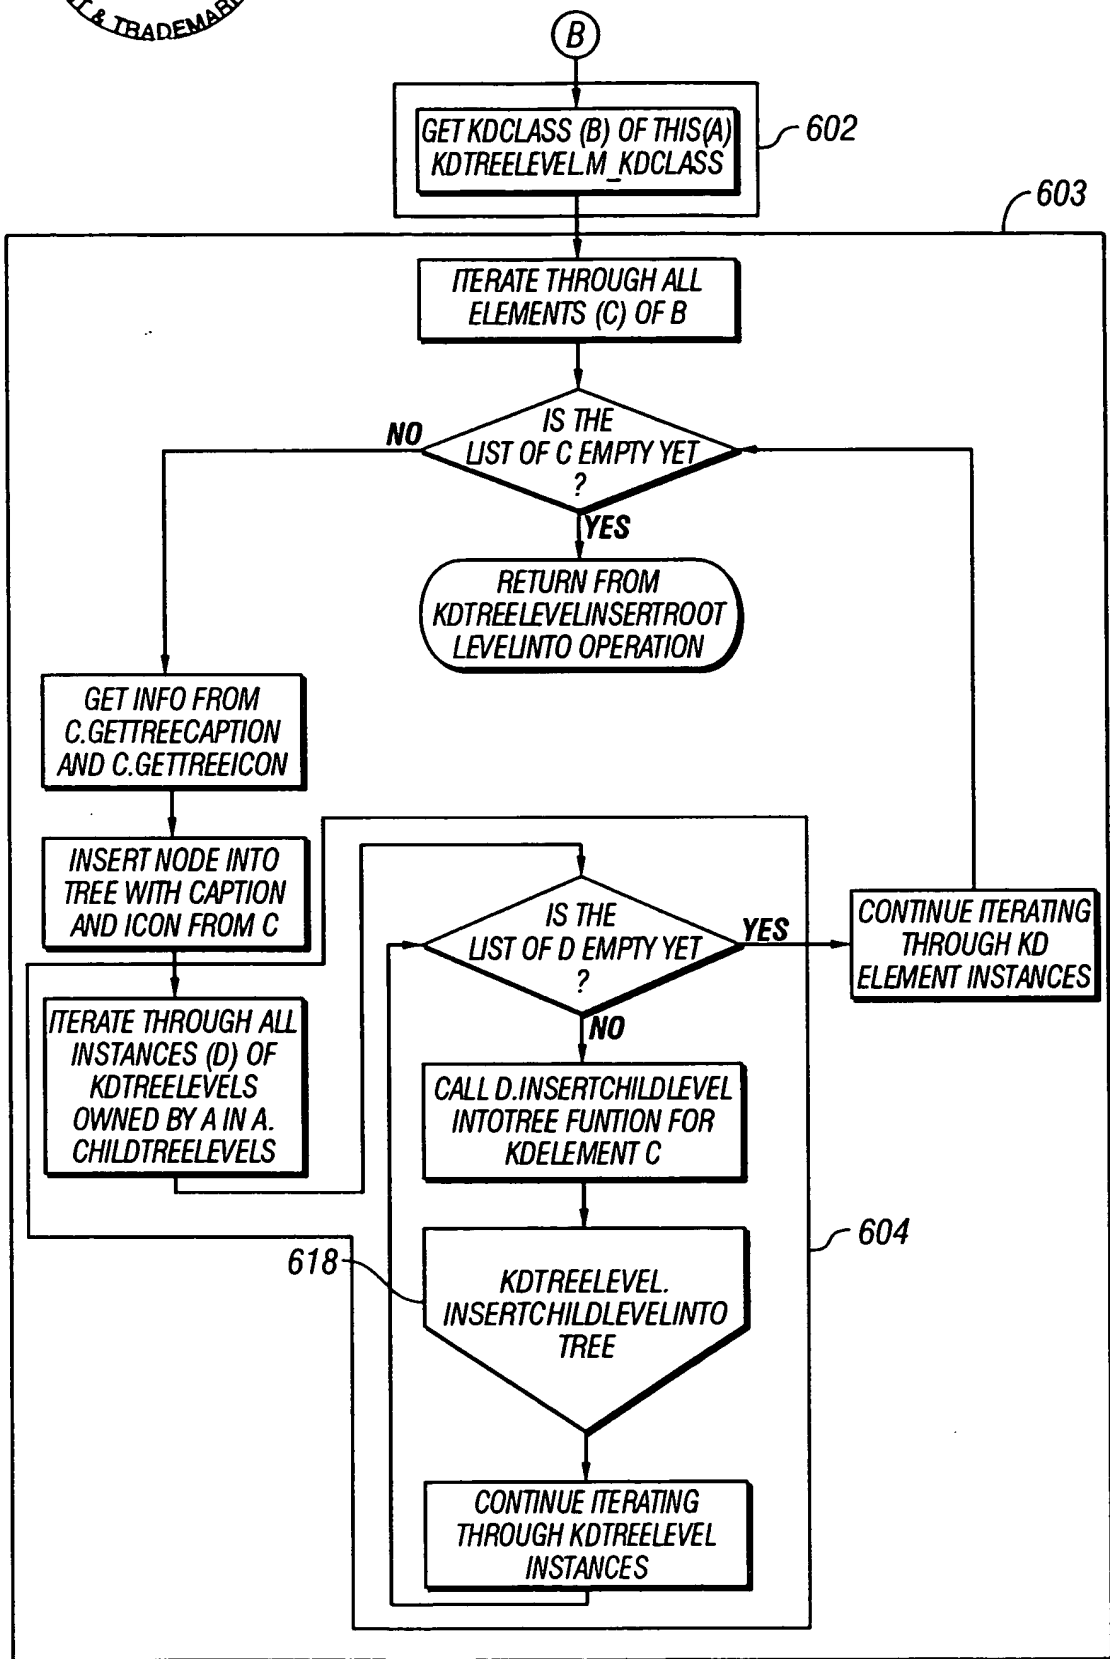 T & TRADEMAR
B
GET KDCLASS (B) OF THIS(A)
KDTREELEVEL.M_KDCLASS
602
603
ITERATE THROUGH ALL
ELEMENTS (C) OF B
IS THE
LIST OF C EMPTY YET
?
NO
YES
RETURN FROM
KDTREELEVELINSERTROOT
LEVELINTO OPERATION
GET INFO FROM
C.GETTREECAPTION
AND C.GETTREEICON
INSERT NODE INTO
TREE WITH CAPTION
AND ICON FROM C
ITERATE THROUGH ALL
INSTANCES (D) OF
KDTREELEVELS
OWNED BY A IN A.
CHILDTREELEVELS
IS THE
LIST OF D EMPTY YET
?
YES
NO
CONTINUE ITERATING
THROUGH KD
ELEMENT INSTANCES
CALL D.INSERTCHILDLEVEL
INTOTREE FUNTION FOR
KDELEMENT C
604
618
KDTREELEVEL.
INSERTCHILDLEVELINTO
TREE
CONTINUE ITERATING
THROUGH KDTREELEVEL
INSTANCES